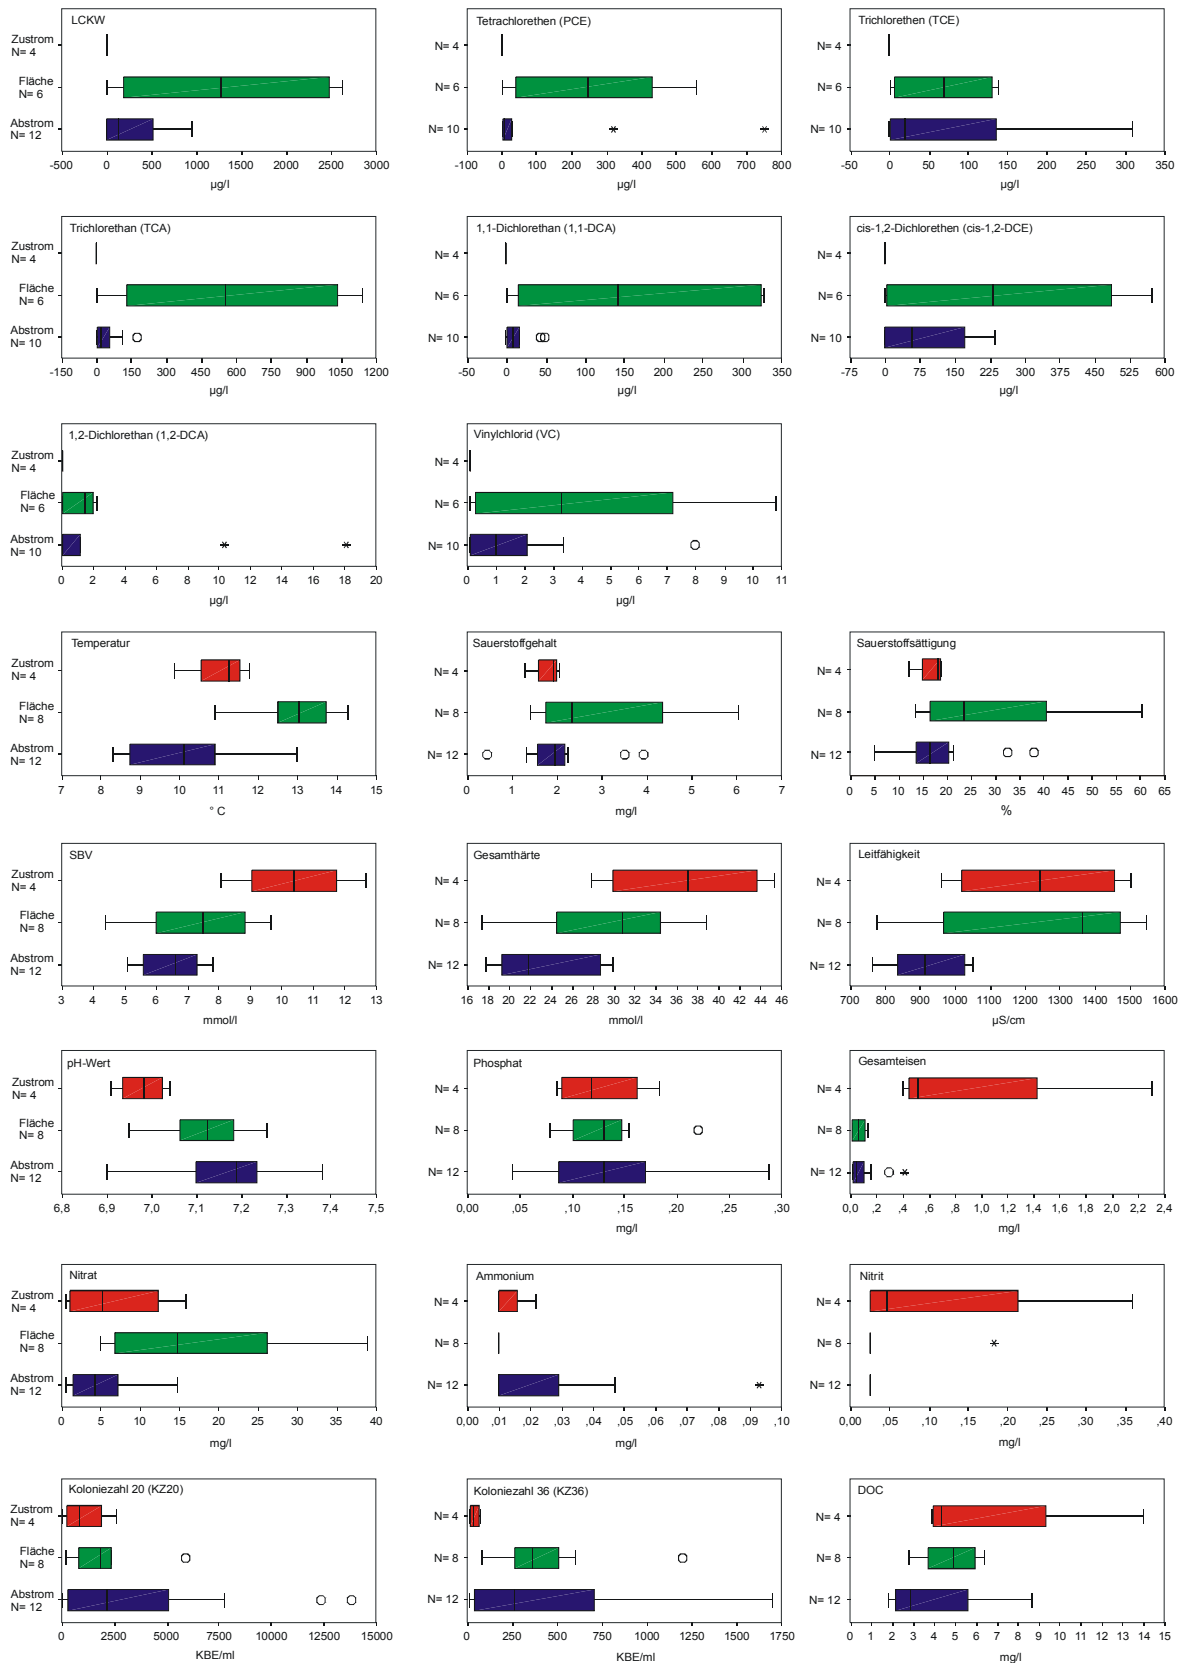 LCKW
Tetrachlorethen (PCE)
Trichlorethen (TCE)
Zustrom
N= 4
N= 4
N= 4
Fläche
N= 6
N= 6
N= 6
Abstrom
N= 12
N= 10
N= 10
-500 0 500 1000 1500 2000 2500 3000
-100 0 100 200 300 400 500 600 700 800
-50 0 50 100 150 200 250 300 350
µg/l
µg/l
µg/l
Trichlorethan (TCA)
1,1-Dichlorethan (1,1-DCA)
cis-1,2-Dichlorethen (cis-1,2-DCE)
Zustrom
N= 4
N= 4
N= 4
Fläche
N= 6
N= 6
N= 6
Abstrom
N= 10
N= 10
N= 10
-150 0 150 300 450 600 750 900 1050 1200
-50 0 50 100 150 200 250 300 350
-75 0 75 150 225 300 375 450 525 600
µg/l
µg/l
µg/l
1,2-Dichlorethan (1,2-DCA)
Vinylchlorid (VC)
Zustrom
N= 4
N= 4
Fläche
N= 6
N= 6
Abstrom
N= 10
N= 10
0 2 4 6 8 10 12 14 16 18 20
0 1 2 3 4 5 6 7 8 9 10 11
µg/l
µg/l
Temperatur
Sauerstoffgehalt
Sauerstoffsättigung
Zustrom
N= 4
N= 4
N= 4
Fläche
N= 8
N= 8
N= 8
Abstrom
N= 12
N= 12
N= 12
7 8 9 10 11 12 13 14 15
0 1 2 3 4 5 6 7
0 5 10 15 20 25 30 35 40 45 50 55 60 65
° C
mg/l
%
SBV
Gesamthärte
Leitfähigkeit
Zustrom
N= 4
N= 4
N= 4
Fläche
N= 8
N= 8
N= 8
Abstrom
N= 12
N= 12
N= 12
3 4 5 6 7 8 9 10 11 12 13
16 18 20 22 24 26 28 30 32 34 36 38 40 42 44 46
700 800 900 1000 1100 1200 1300 1400 1500 1600
mmol/l
mmol/l
µS/cm
pH-Wert
Phosphat
Gesamteisen
Zustrom
N= 4
N= 4
N= 4
Fläche
N= 8
N= 8
N= 8
Abstrom
N= 12
N= 12
N= 12
6,8 6,9 7,0 7,1 7,2 7,3 7,4 7,5
0,00 ,05 ,10 ,15 ,20 ,25 ,30
0,0 ,2 ,4 ,6 ,8 1,0 1,2 1,4 1,6 1,8 2,0 2,2 2,4
mg/l
mg/l
Nitrat
Ammonium
Nitrit
Zustrom
N= 4
N= 4
N= 4
Fläche
N= 8
N= 8
N= 8
Abstrom
N= 12
N= 12
N= 12
0 5 10 15 20 25 30 35 40
0,00 ,01 ,02 ,03 ,04 ,05 ,06 ,07 ,08 ,09 ,10
0,00 ,05 ,10 ,15 ,20 ,25 ,30 ,35 ,40
mg/l
mg/l
mg/l
Koloniezahl 20 (KZ20)
Koloniezahl 36 (KZ36)
DOC
Zustrom
N= 4
N= 4
N= 4
Fläche
N= 8
N= 8
N= 8
Abstrom
N= 12
N= 12
N= 12
0 2500 5000 7500 10000 12500 15000
0 250 500 750 1000 1250 1500 1750
0 1 2 3 4 5 6 7 8 9 10 11 12 13 14 15
KBE/ml
KBE/ml
mg/l